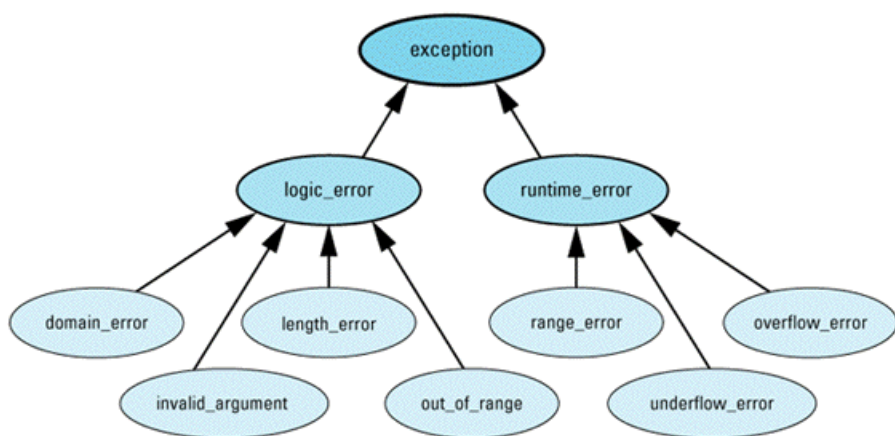 exception
logic_error
runtime_error
domain_error
length_error
range_error
overflow_error
invalid_argument
out_of_range
underflow_error